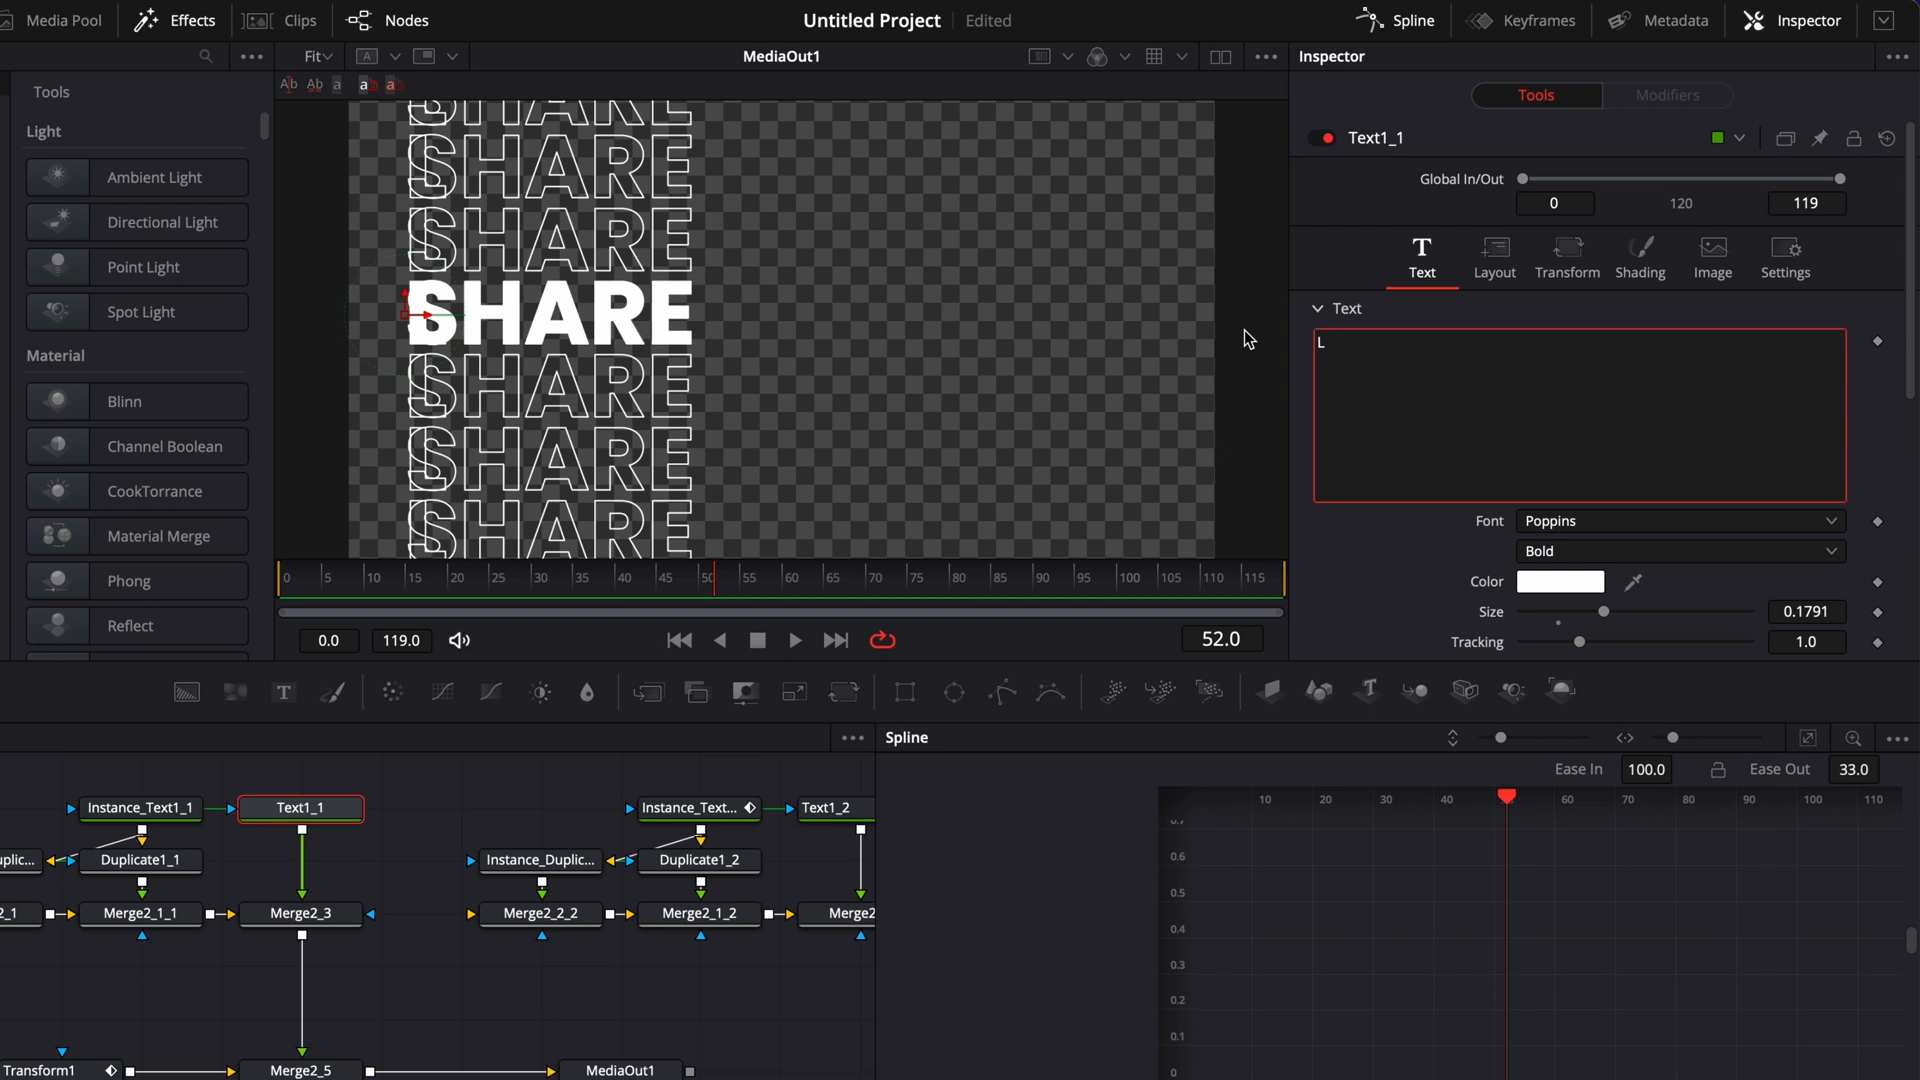 Media Pool
Effects
Clips
Nodes
Untitled Project
Edited
Spline
Keyframes
Metadata
Inspector
Fit
A
MediaOut1
Inspector
Tools
Light
Ambient Light
Directional Light
Point Light
Spot Light
Material
Blinn
Channel Boolean
CookTorrance
Material Merge
Phong
Reflect
SHARE
SHARE
SHARE
SHARE
SHARE
SHARE
SHARE
0 5 10 15 20 25 30 35 40 45 50 55 60 65 70 75 80 85 90 95 100 105 110 115
0.0
119.0
52.0
Tools
Modifiers
Text1_1
Global In/Out
0
120
119
Text
Layout
Transform
Shading
Image
Settings
Text
L
Font
Poppins
Bold
Color
Size
0.1791
Tracking
1.0
Instance_Text1_1
Text1_1
Instance_Text...
Text1_2
uplic...
Duplicate1_1
Instance_Duplic...
Duplicate1_2
2_1
Merge2_1_1
Merge2_3
Merge2_2_2
Merge2_1_2
Merge2
Transform1
Merge2_5
MediaOut1
Spline
Ease In
100.0
Ease Out
33.0
10 20 30 40 60 70 80 90 100 110
0.6
0.5
0.4
0.3
0.2
0.1
0